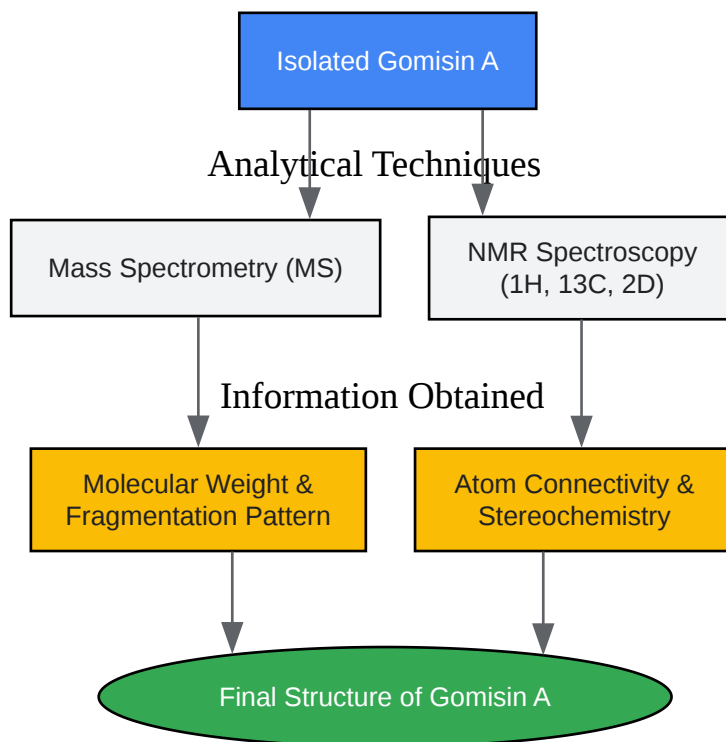 Isolated Gomisin A
Analytical Techniques
Mass Spectrometry (MS)
NMR Spectroscopy
(1H, 13C, 2D)
Information Obtained
Molecular Weight &
Fragmentation Pattern
Atom Connectivity &
Stereochemistry
Final Structure of Gomisin A